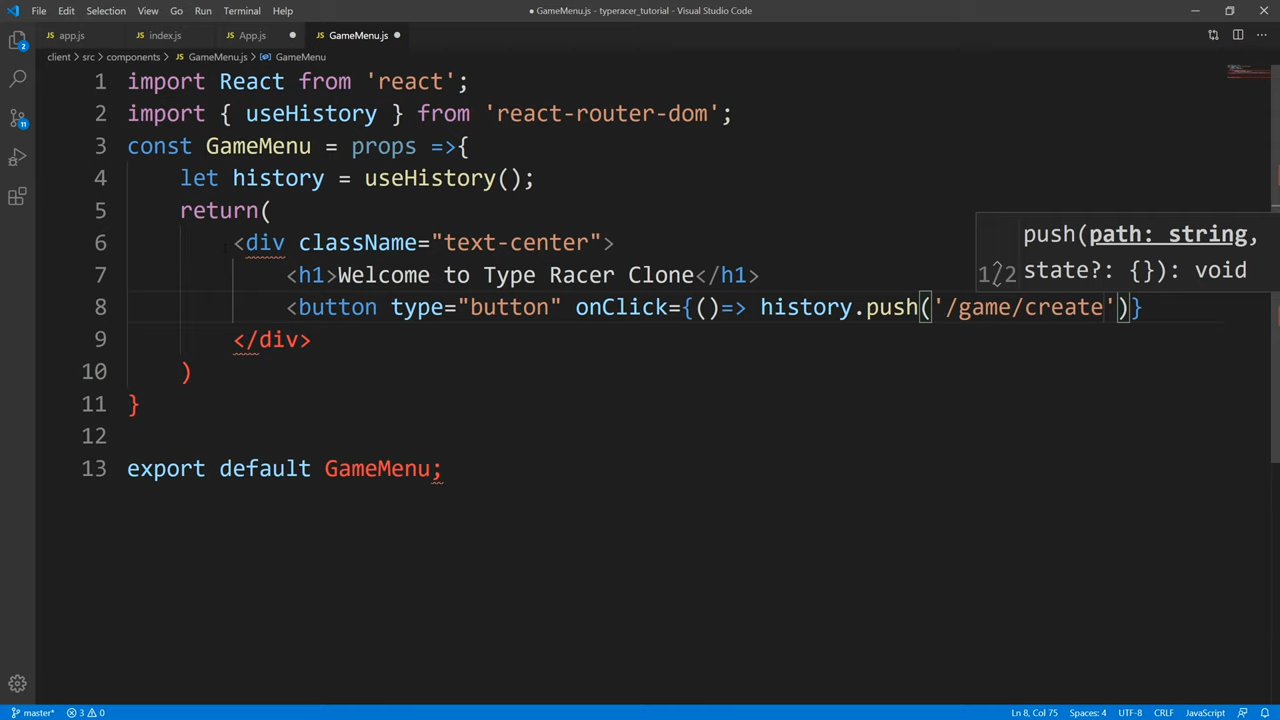 File Edit Selection View Go Run Terminal Help
● GameMenu.js - typeracer_tutorial - Visual Studio Code
app.js index.js App.js ● GameMenu.js ●
client > src > components > JS GameMenu.js > GameMenu
1 import React from 'react';
2 import { useHistory } from 'react-router-dom';
3 const GameMenu = props =>{
4 let history = useHistory();
5 return(
6 <div className="text-center">
7 <h1>Welcome to Type Racer Clone</h1>
8 <button type="button" onClick={()=> history.push('/game/create')}
9 </div>
10 )
11 }
12
13 export default GameMenu;
push(path: string,
1/2 state?: {}): void
2
11
master* 3 0 Ln 8, Col 75 Spaces: 4 UTF-8 CRLF JavaScript